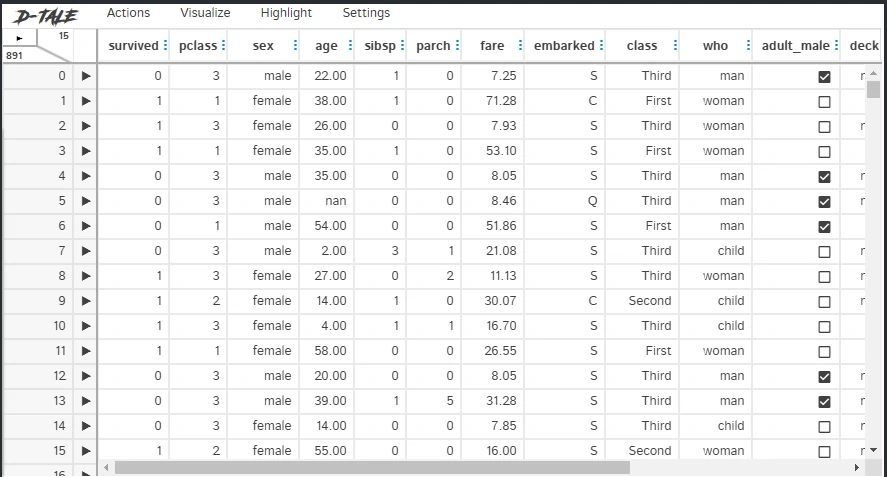 D-TALE Actions Visualize Highlight Settings
15
891
survived pclass sex age sibsp parch fare embarked class who adult_male deck
0 0 3 male 22.00 1 0 7.25 S Third man
1 1 1 female 38.00 1 0 71.28 C First woman
2 1 3 female 26.00 0 0 7.93 S Third woman
3 1 1 female 35.00 1 0 53.10 S First woman
4 0 3 male 35.00 0 0 8.05 S Third man
5 0 3 male nan 0 0 8.46 Q Third man
6 0 1 male 54.00 0 0 51.86 S First man
7 0 3 male 2.00 3 1 21.08 S Third child
8 1 3 female 27.00 0 2 11.13 S Third woman
9 1 2 female 14.00 1 0 30.07 C Second child
10 1 3 female 4.00 1 1 16.70 S Third child
11 1 1 female 58.00 0 0 26.55 S First woman
12 0 3 male 20.00 0 0 8.05 S Third man
13 0 3 male 39.00 1 5 31.28 S Third man
14 0 3 female 14.00 0 0 7.85 S Third child
15 1 2 female 55.00 0 0 16.00 S Second woman
16